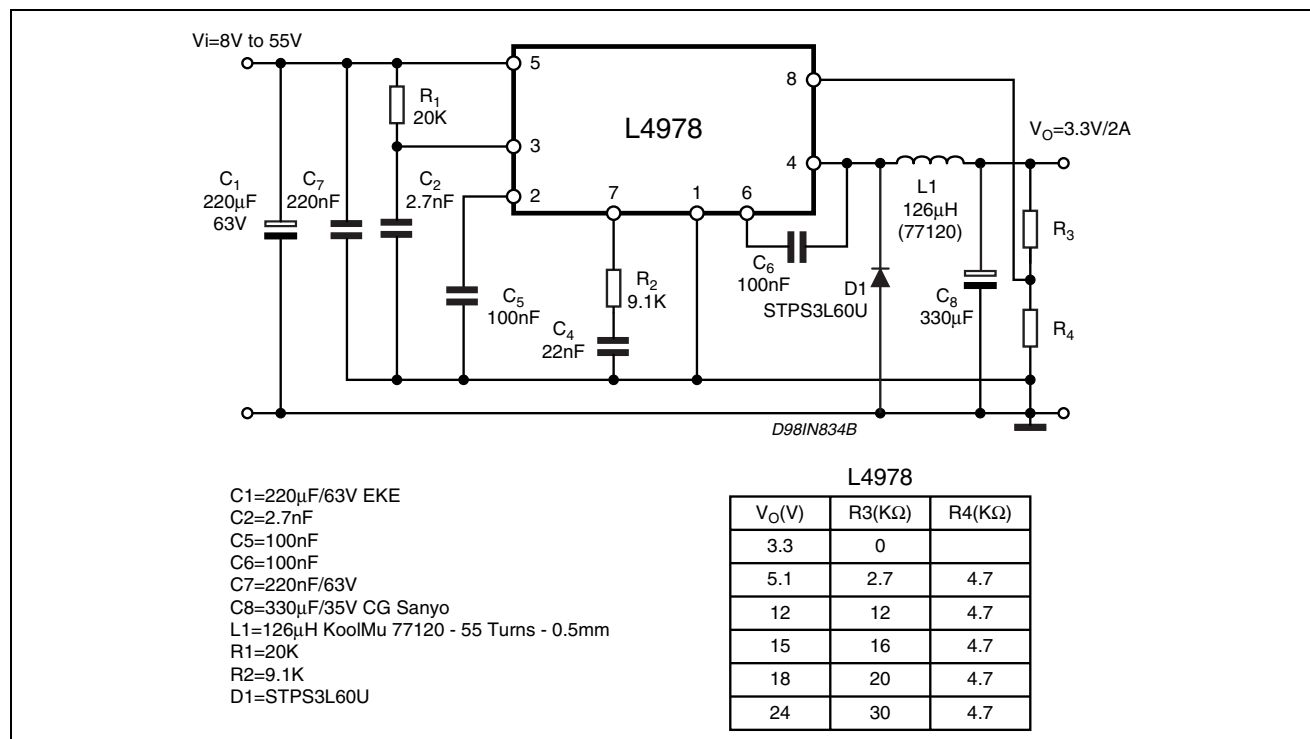 Vi=8V to 55V
5
8
R1
20K
L4978
VO=3.3V/2A
3
4
C1
220µF
63V
C7
220nF
C2
2.7nF
2
7
1
6
L1
126µH
(77120)
R3
C6
100nF
R2
9.1K
D1
STPS3L60U
C8
330µF
C5
100nF
C4
22nF
R4
D98IN834B
C1=220µF/63V EKE
C2=2.7nF
C5=100nF
C6=100nF
C7=220nF/63V
C8=330µF/35V CG Sanyo
L1=126µH KoolMu 77120 - 55 Turns - 0.5mm
R1=20K
R2=9.1K
D1=STPS3L60U
L4978
VO(V) R3(KΩ) R4(KΩ)
3.3 0
5.1 2.7 4.7
12 12 4.7
15 16 4.7
18 20 4.7
24 30 4.7